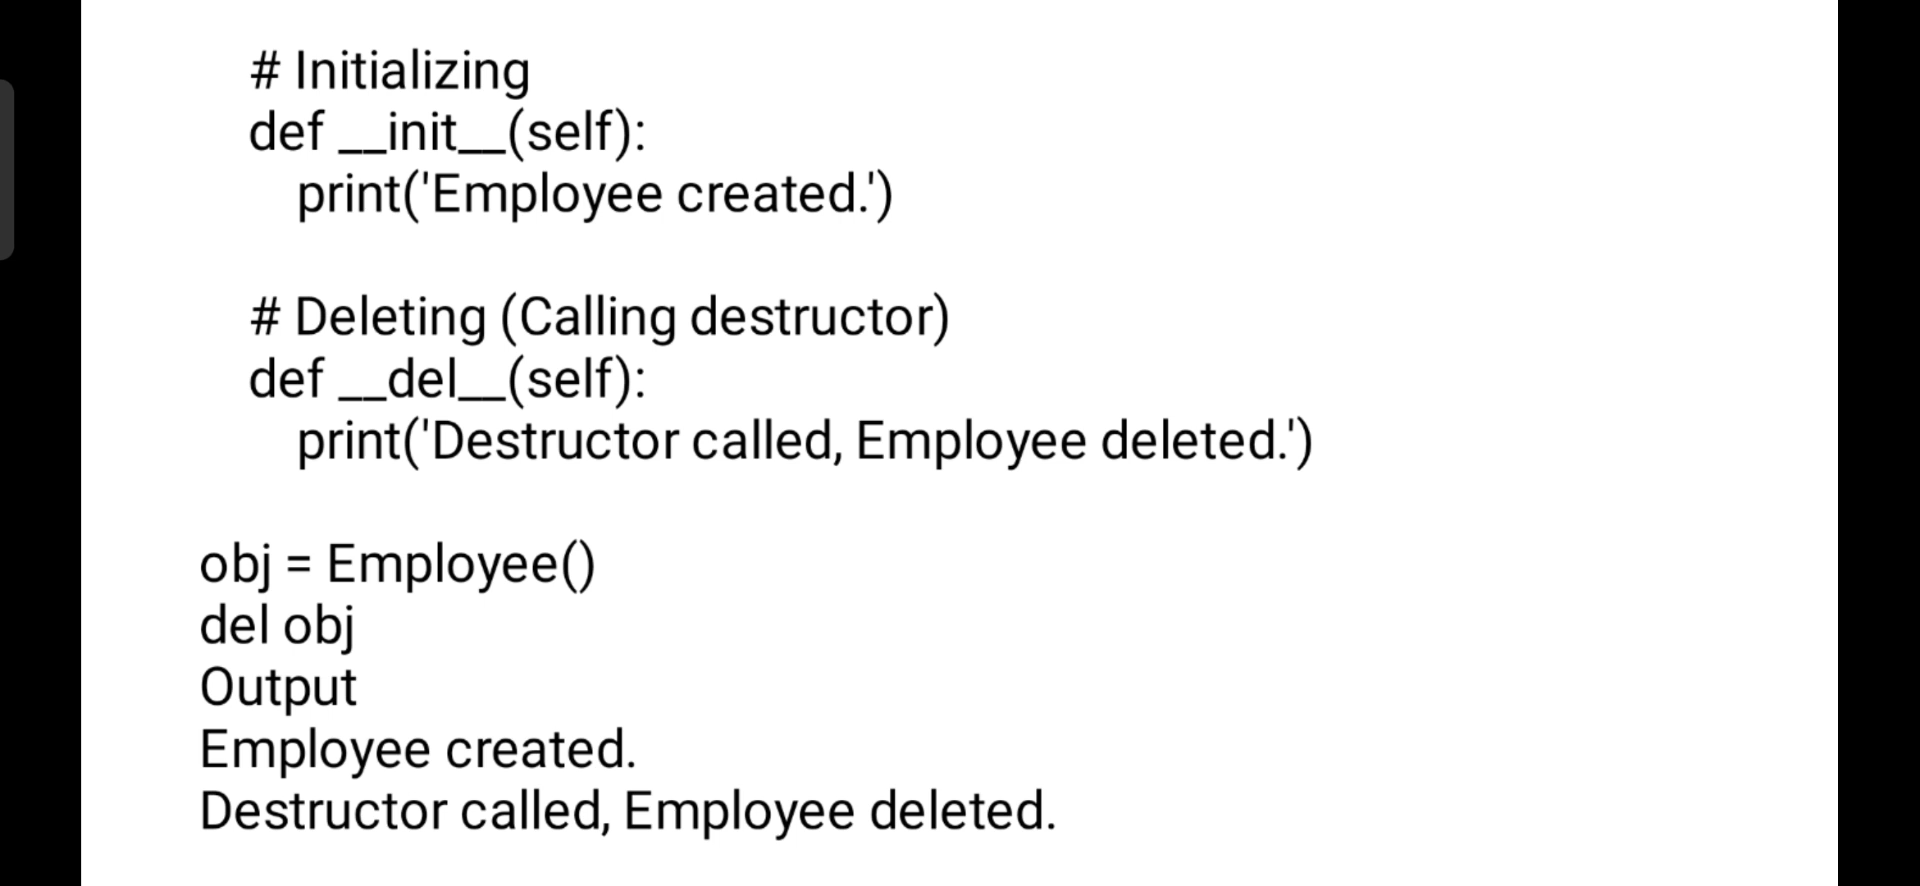 # Initializing
def __init__(self):
print('Employee created.')
# Deleting (Calling destructor)
def __del__(self):
print('Destructor called, Employee deleted.')
obj = Employee()
del obj
Output
Employee created.
Destructor called, Employee deleted.